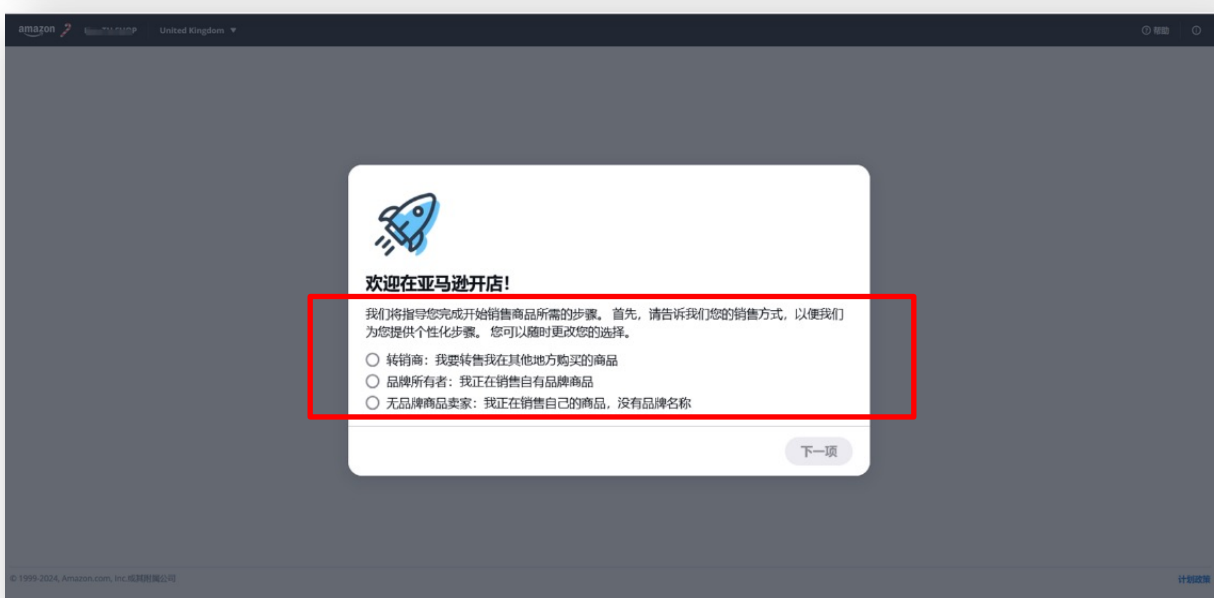 amazon
United Kingdom ▼
帮助
欢迎在亚马逊开店!
我们将指导您完成开始销售商品所需的步骤。 首先，请告诉我们您的销售方式，以便我们
为您提供个性化步骤。 您可以随时更改您的选择。
转销商：我要转售我在其他地方购买的商品
品牌所有者：我正在销售自有品牌商品
无品牌商品卖家：我正在销售自己的商品，没有品牌名称
下一项
© 1999-2024, Amazon.com, Inc.或其附属公司
计创政策